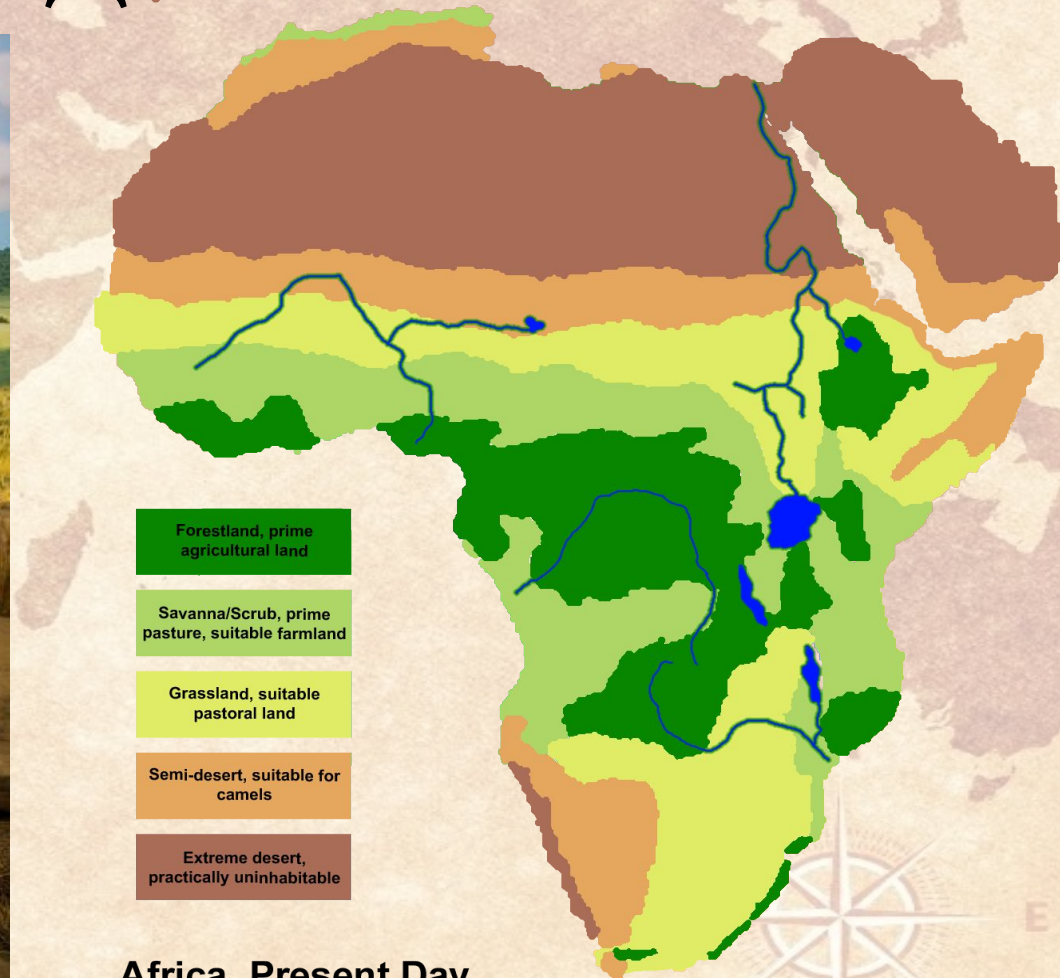 Forestland, prime
agricultural land
Savanna/Scrub, prime
pasture, suitable farmland
Grassland, suitable
pastoral land
Semi-desert, suitable for
camels
Extreme desert,
practically uninhabitable
E
Africa, Present Day